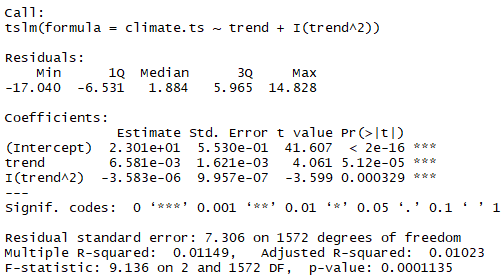 Call:
tslm(formula = climate.ts ~ trend + I(trend^2))
Residuals:
Min 1Q Median 3Q Max
-17.040 -6.531 1.884 5.965 14.828
Coefficients:
Estimate Std. Error t value Pr(>|t|)
(Intercept) 2.301e+01 5.530e-01 41.607 < 2e-16 ***
trend 6.581e-03 1.621e-03 4.061 5.12e-05 ***
I(trend^2) -3.583e-06 9.957e-07 -3.599 0.000329 ***
---
Signif. codes: 0 ‘***’ 0.001 ‘**’ 0.01 ‘*’ 0.05 ‘.’ 0.1 ‘ ’ 1
Residual standard error: 7.306 on 1572 degrees of freedom
Multiple R-squared: 0.01149, Adjusted R-squared: 0.01023
F-statistic: 9.136 on 2 and 1572 DF, p-value: 0.0001135